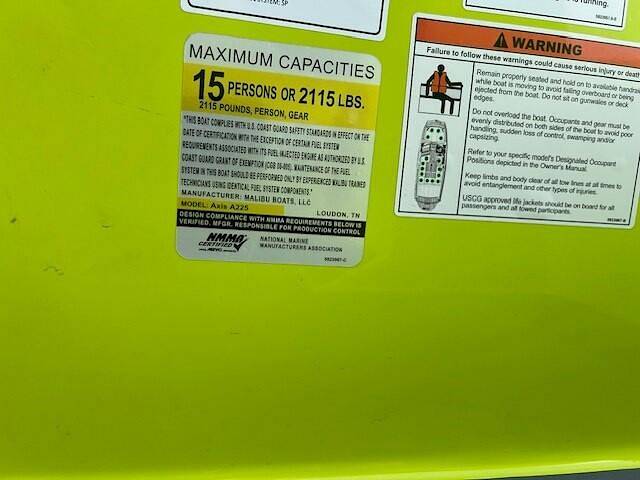 SYSTEM: SP
MAXIMUM CAPACITIES
15 PERSONS OR 2115 LBS.
2115 POUNDS, PERSON, GEAR
"THIS BOAT COMPLIES WITH U.S. COAST GUARD SAFETY STANDARDS IN EFFECT ON THE
DATE OF CERTIFICATION WITH THE EXCEPTION OF CERTAIN FUEL SYSTEM
REQUIREMENTS ASSOCIATED WITH ITS FUEL-INJECTED ENGINE AS AUTHORIZED BY U.S.
COAST GUARD GRANT OF EXEMPTION
MAINTENANCE OF THE FUEL
SYSTEM IN THIS BOAT SHOULD BE PERFORMED ONLY BY EXPERIENCED MALIBU TRAINED
TECHNICIANS USING IDENTICAL FUEL SYSTEM COMPONENTS."
MANUFACTURER: MALIBU BOATS, LLC
MODEL: Axis A225 LOUDON, TN
DESIGN COMPLIANCE WITH NMMA REQUIREMENTS BELOW IS
VERIFIED. MFGR. RESPONSIBLE FOR PRODUCTION CONTROL
NMMA
CERTIFIED
NATIONAL MARINE
MANUFACTURERS ASSOCIATION
is running.
WARNING
Failure to follow these warnings could cause serious injury or death
Remain properly seated and hold on to available handrails
while boat is moving to avoid falling overboard or being
ejected from the boat. Do not sit on gunwales or deck
edges.
Do not overload the boat. Occupants and gear must be
evenly distributed on both sides of the boat to avoid poor
handling, sudden loss of control, swamping and/or
capsizing.
Refer to your specific model's Designated Occupant
Positions depicted in the Owner's Manual.
Keep limbs and body clear of all tow lines at all times to
avoid entanglement and other types of injuries.
USCG approved life jackets should be on board for all
passengers and all towed participants.